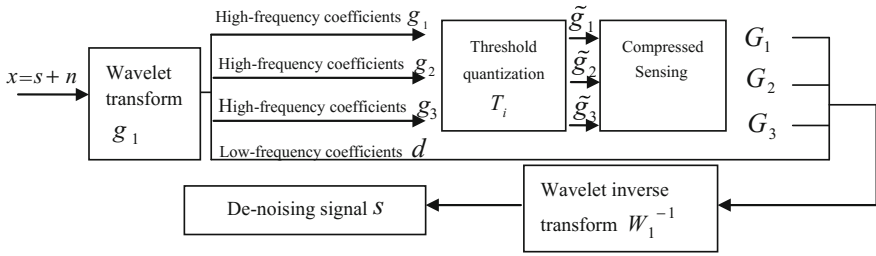 High-frequency coefficients g₁
x=s+n
Wavelet
transform
g₁
High-frequency coefficients g₂
High-frequency coefficients g₃
Low-frequency coefficients d
Threshold
quantization
Tᵢ
g̃₁
g̃₂
g̃₃
Compressed
Sensing
G₁
G₂
G₃
De-noising signal s
Wavelet inverse
transform W₁⁻¹